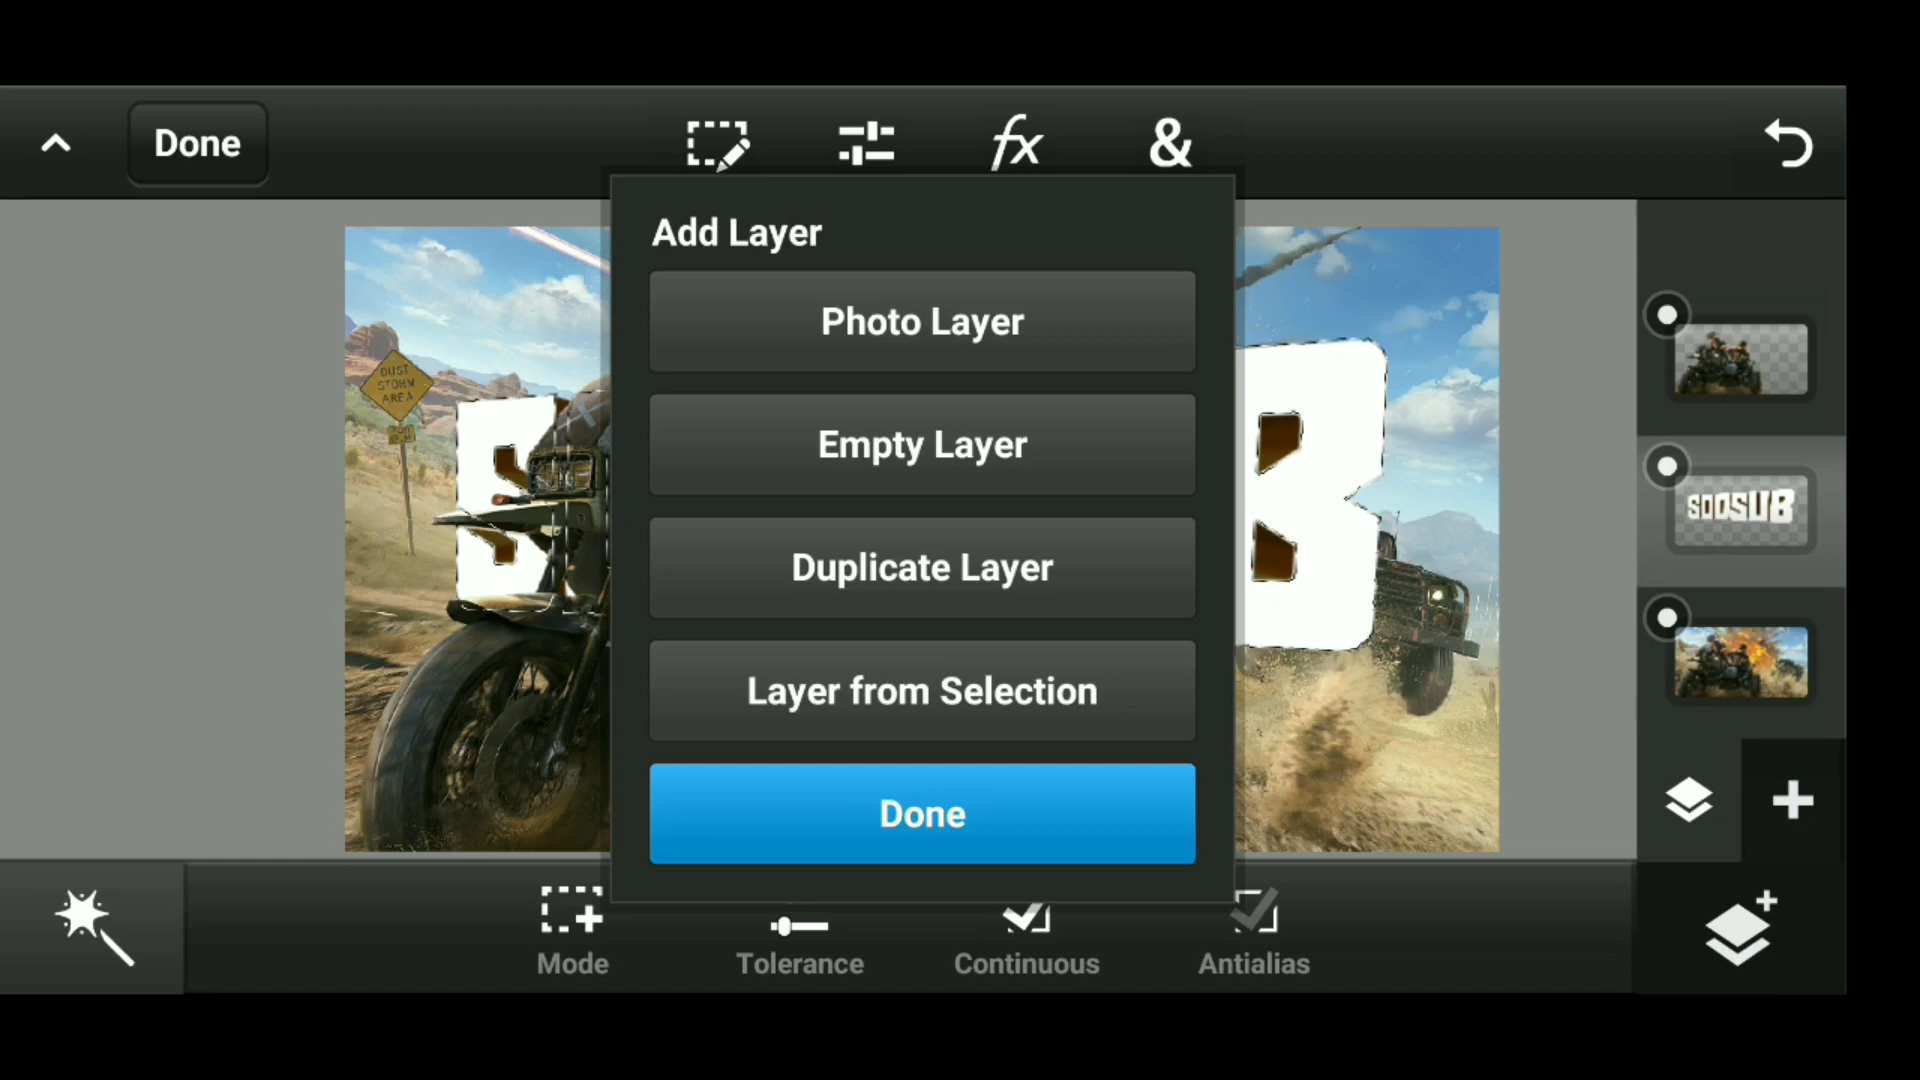 Done
fx
&
Add Layer
Photo Layer
Empty Layer
Duplicate Layer
Layer from Selection
Done
DUST
STORM
AREA
S
B
SODSUB
Mode
Tolerance
Continuous
Antialias